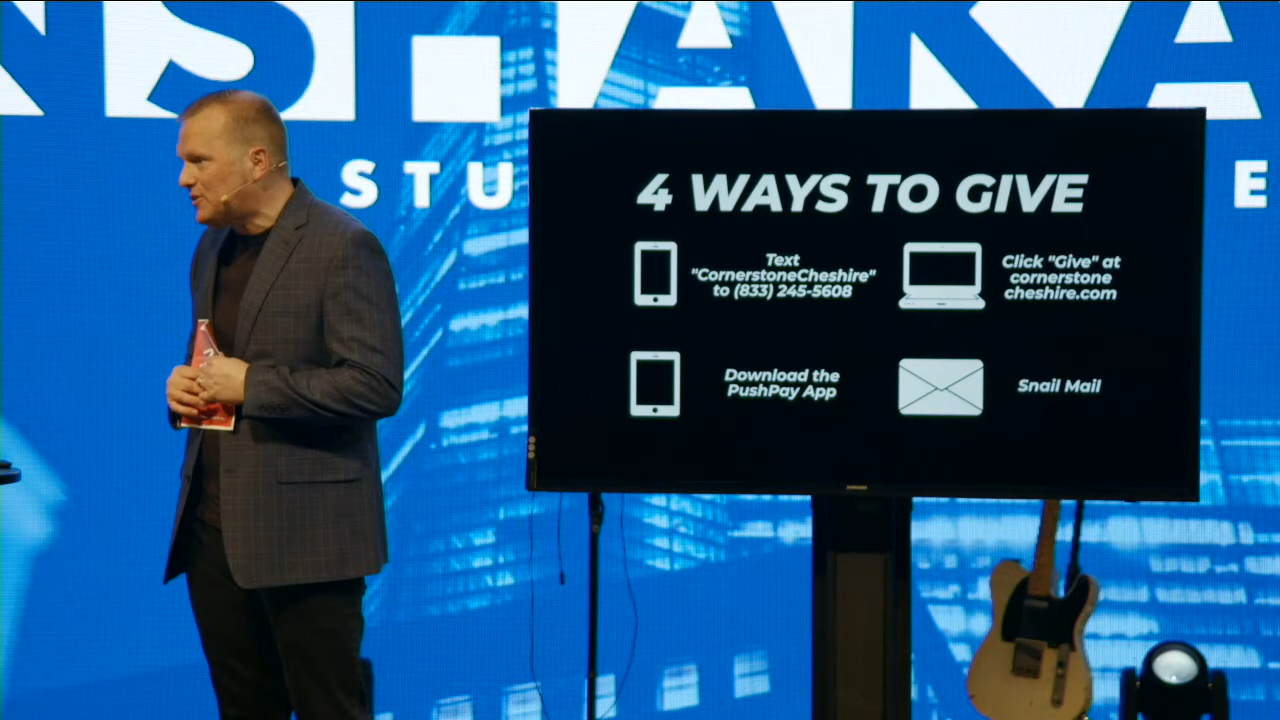 STU
E
4 WAYS TO GIVE
Text
"CornerstoneCheshire"
to (833) 245-5608
Click "Give" at
cornerstone
cheshire.com
Download the
PushPay App
Snail Mail
SAMSUNG